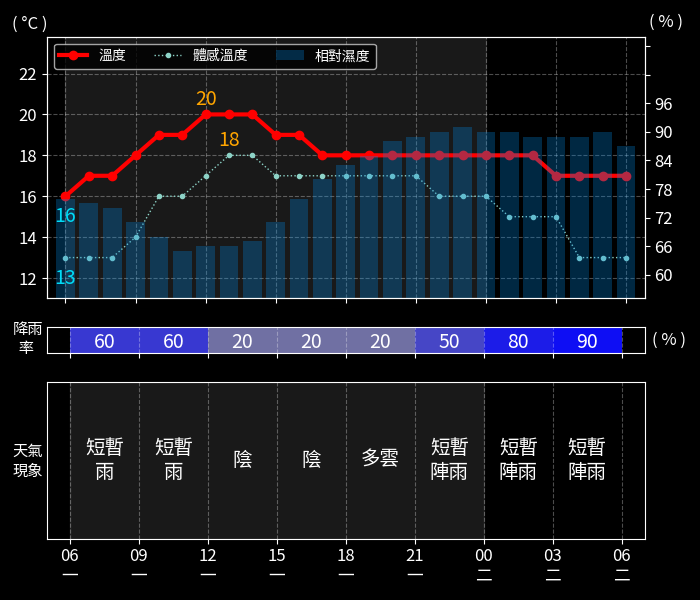 ( °C )
( % )
溫度 體感溫度 相對濕度
22
20
18
16
14
12
96
90
84
78
72
66
60
20
18
16
13
降雨率
60 60 20 20 20 50 80 90
( % )
天氣現象
短暫雨 短暫雨 陰 陰 多雲 短暫陣雨 短暫陣雨 短暫陣雨
06 09 12 15 18 21 00 03 06
一 一 一 一 一 一 二 二 二